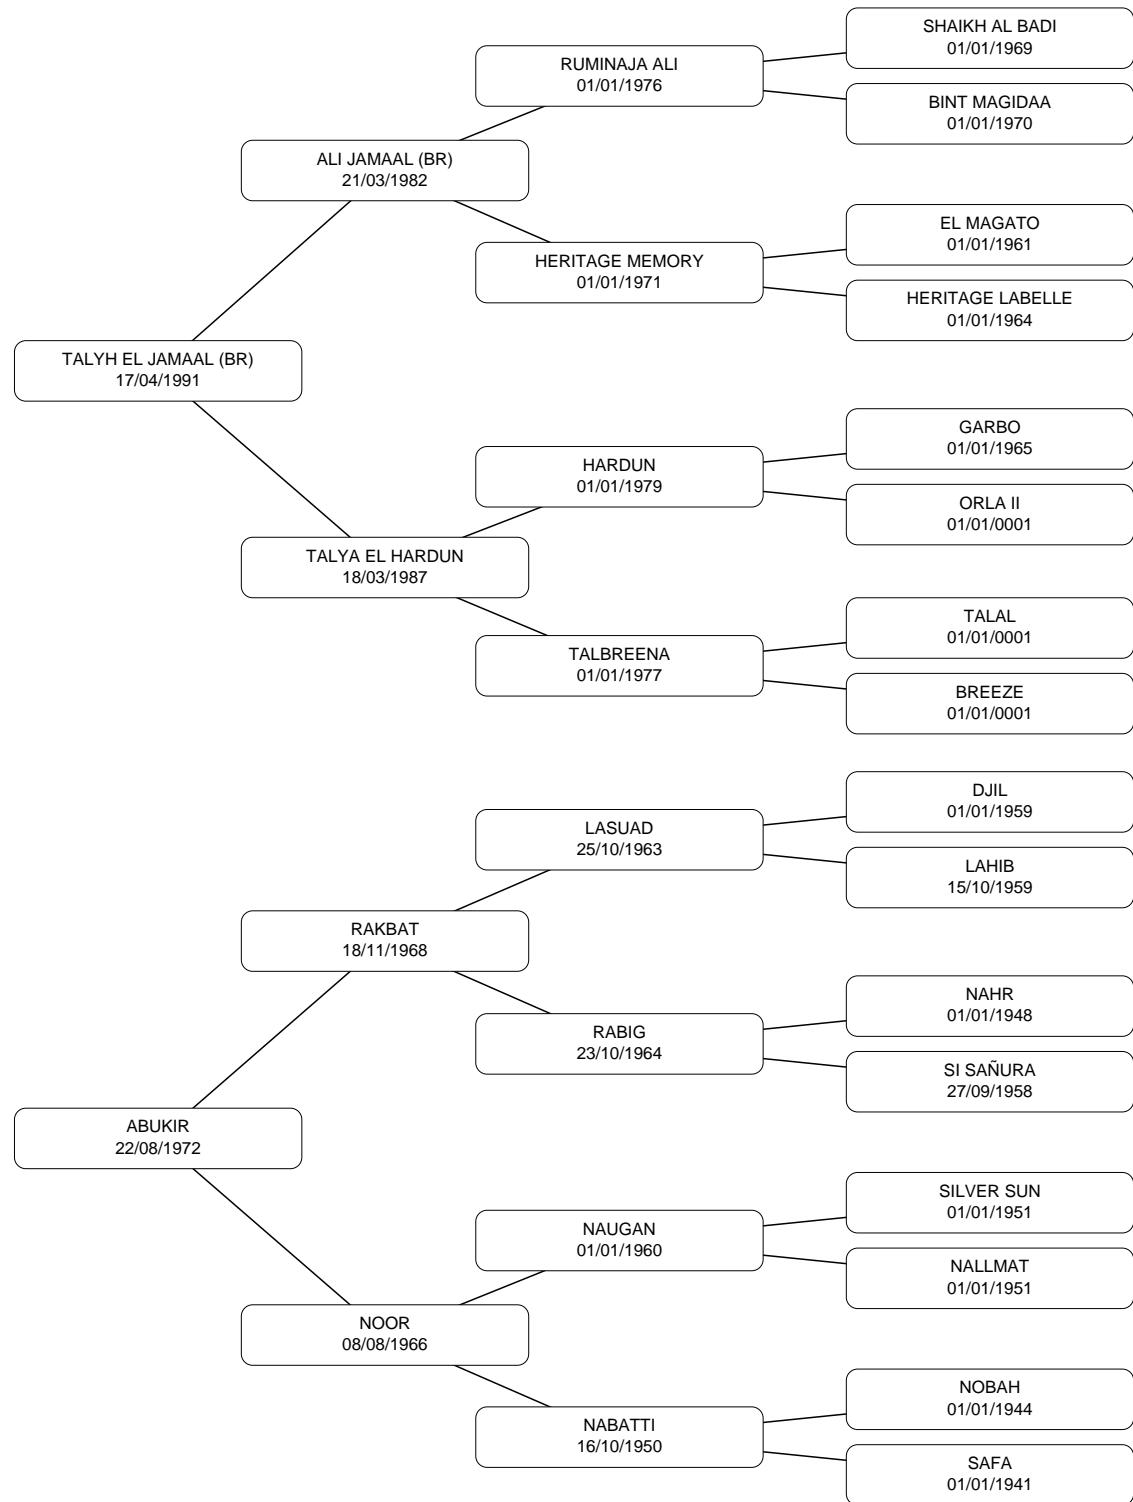 SHAIKH AL BADI
01/01/1969
RUMINAJA ALI
01/01/1976
BINT MAGIDAA
01/01/1970
ALI JAMAAL (BR)
21/03/1982
EL MAGATO
01/01/1961
HERITAGE MEMORY
01/01/1971
HERITAGE LABELLE
01/01/1964
TALYH EL JAMAAL (BR)
17/04/1991
GARBO
01/01/1965
HARDUN
01/01/1979
ORLA II
01/01/0001
TALYA EL HARDUN
18/03/1987
TALAL
01/01/0001
TALBREENA
01/01/1977
BREEZE
01/01/0001
DJIL
01/01/1959
LASUAD
25/10/1963
LAHIB
15/10/1959
RAKBAT
18/11/1968
NAHR
01/01/1948
RABIG
23/10/1964
SI SAÑURA
27/09/1958
ABUKIR
22/08/1972
SILVER SUN
01/01/1951
NAUGAN
01/01/1960
NALLMAT
01/01/1951
NOOR
08/08/1966
NOBAH
01/01/1944
NABATTI
16/10/1950
SAFA
01/01/1941